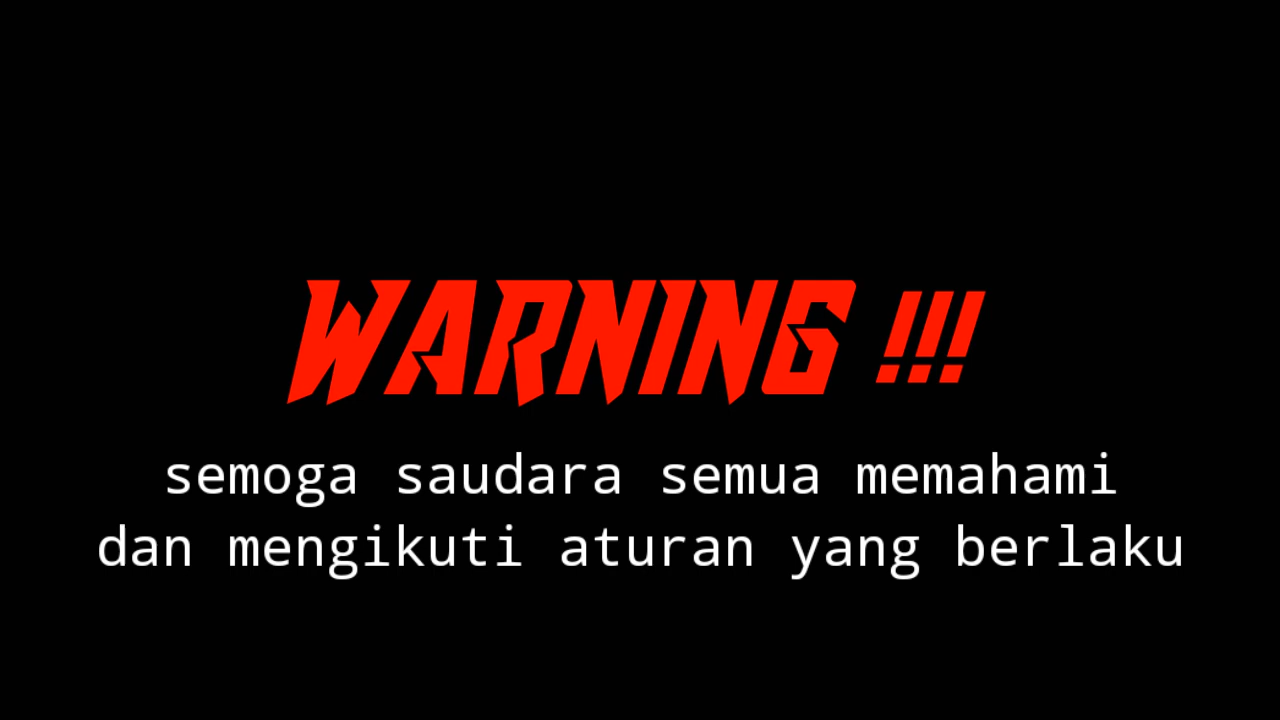 WARNING !!!
semoga saudara semua memahami
dan mengikuti aturan yang berlaku